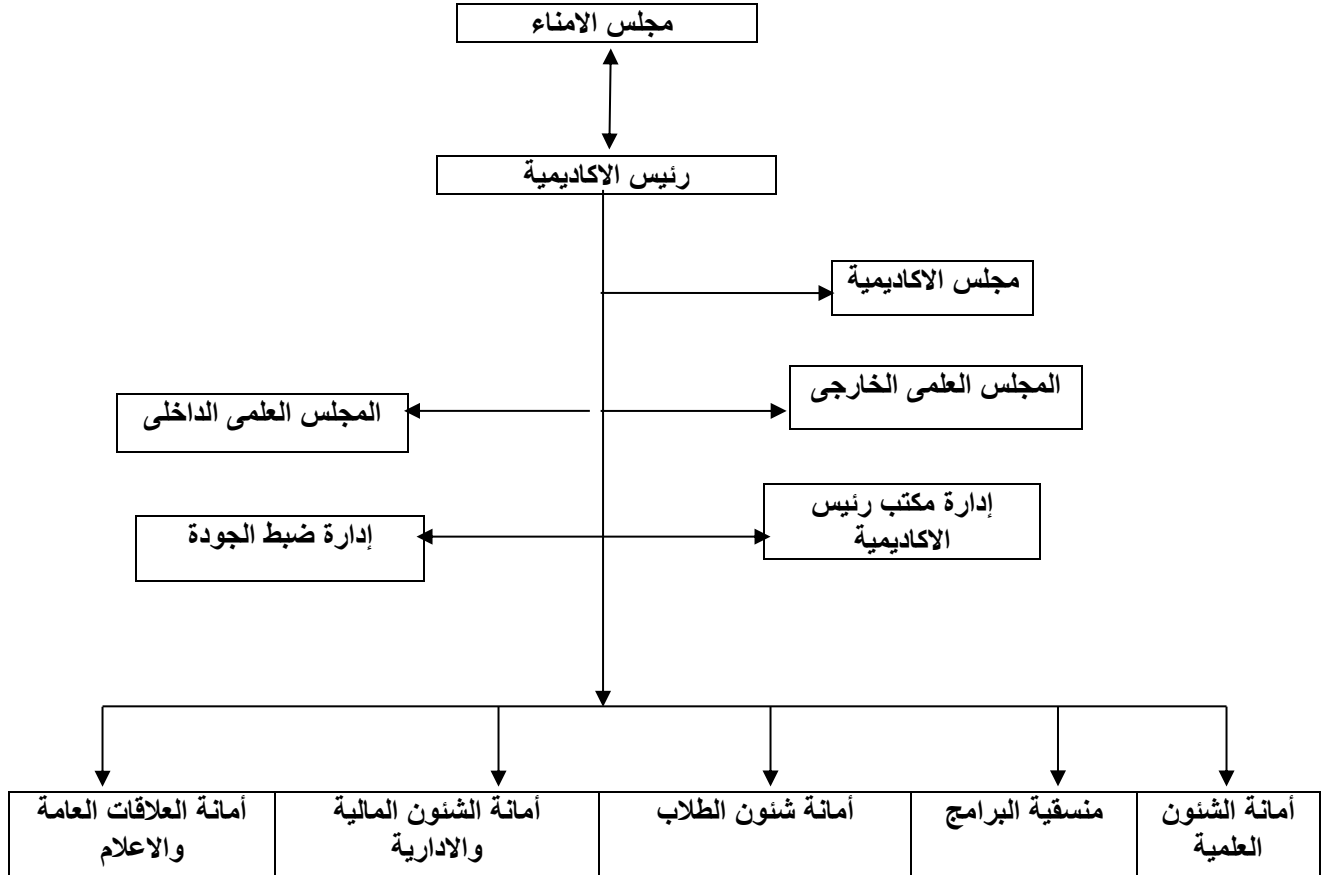 مجلس الامناء
رئيس الاكاديمية
مجلس الاكاديمية
المجلس العلمى الخارجى
المجلس العلمى الداخلى
إدارة مكتب رئيس
الاكاديمية
إدارة ضبط الجودة
أمانة الشئون
العلمية
منسقية البرامج
أمانة شئون الطلاب
أمانة الشئون المالية
والادارية
أمانة العلاقات العامة
والاعلام